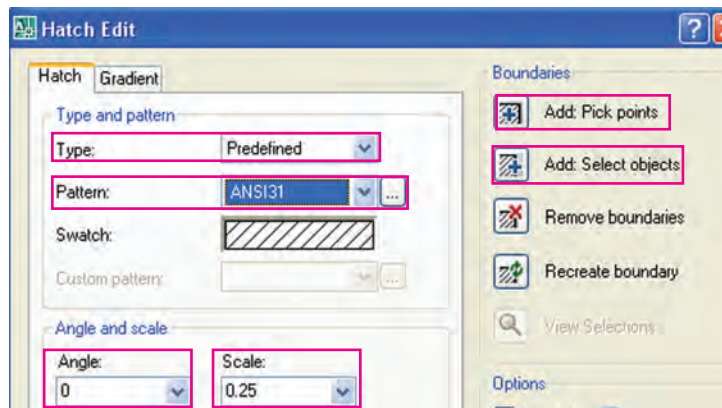 Hatch Edit
Hatch Gradient
Type and pattern
Type: Predefined
Pattern: ANSI31 ...
Swatch:
Custom pattern: ...
Angle and scale
Angle: Scale:
0 0.25
Boundaries
Add: Pick points
Add: Select objects
Remove boundaries
Recreate boundary
View Selections
Options